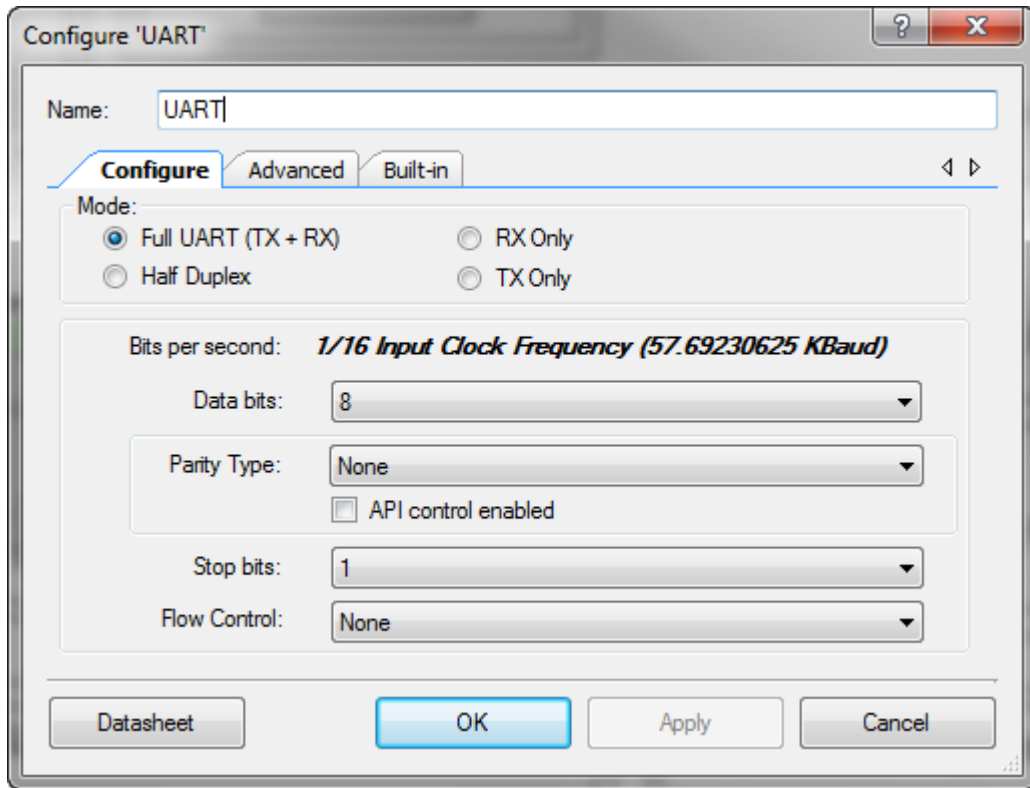 Configure 'UART'
Name: UART
Configure Advanced Built-in
Mode:
Full UART (TX + RX) RX Only
Half Duplex TX Only
Bits per second: 1/16 Input Clock Frequency (57.69230625 KBaud)
Data bits: 8
Parity Type: None
API control enabled
Stop bits: 1
Flow Control: None
Datasheet OK Apply Cancel